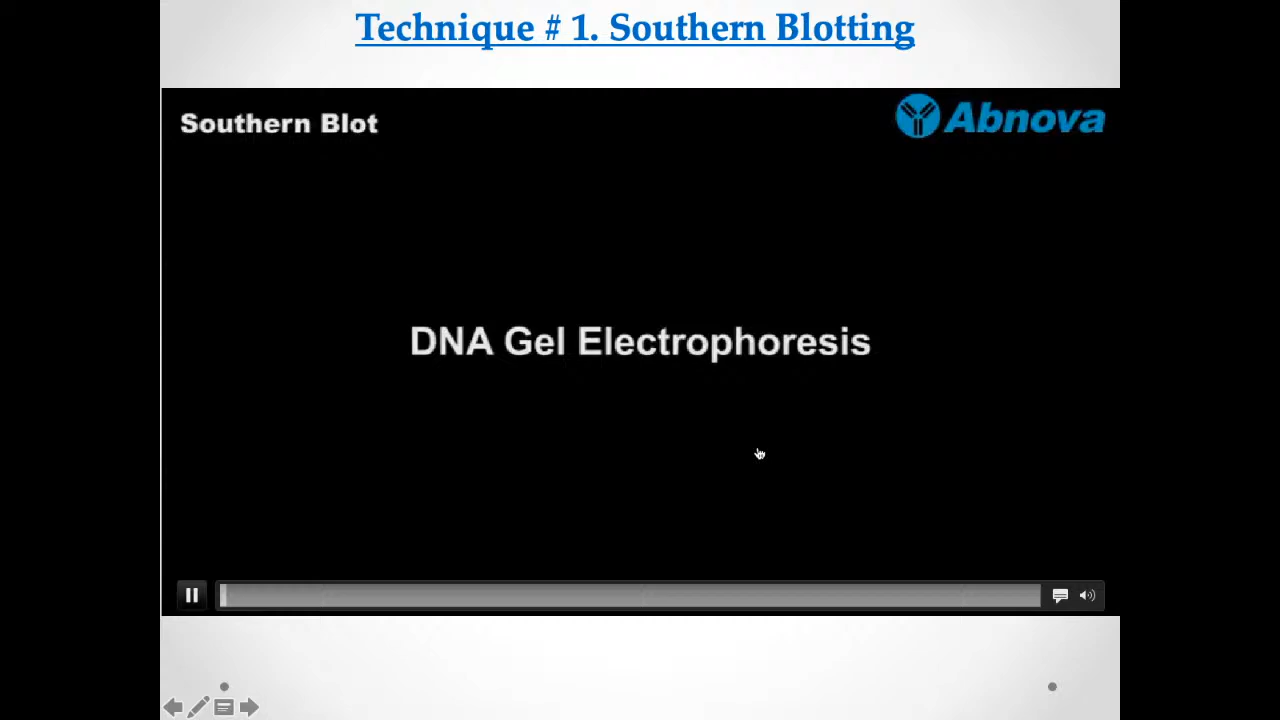 Technique # 1. Southern Blotting
Southern Blot
Abnova
DNA Gel Electrophoresis